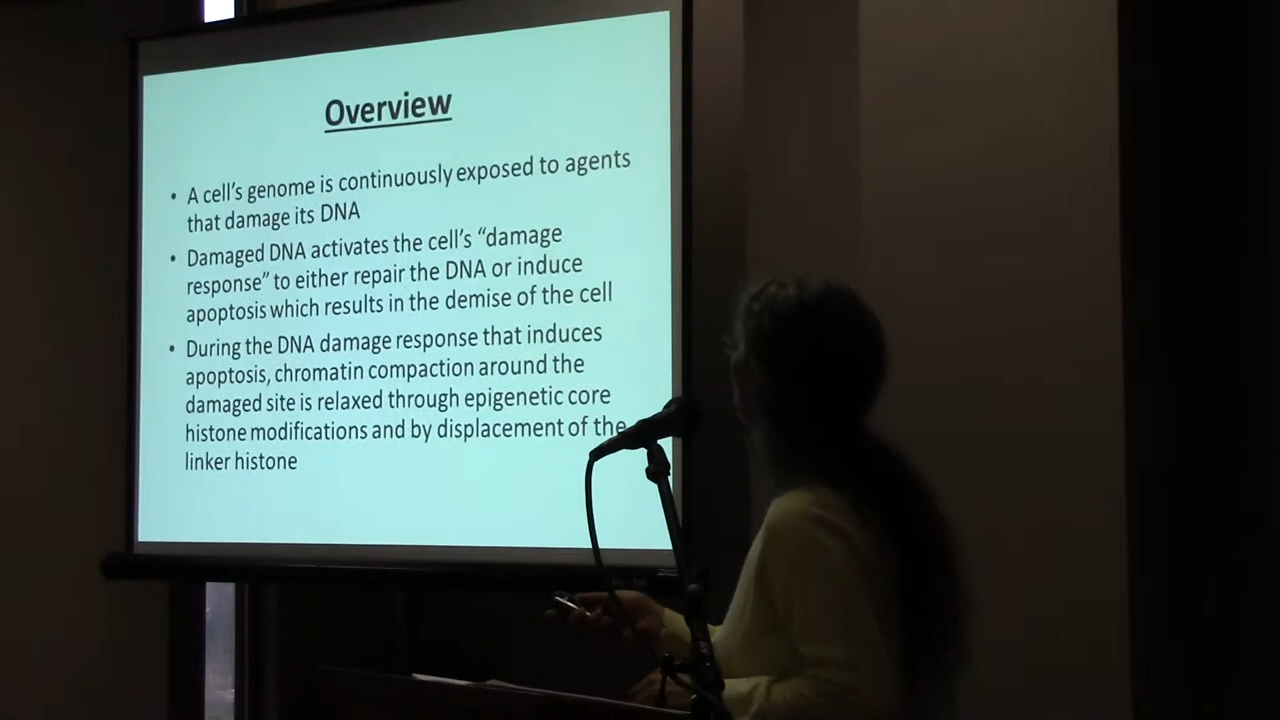 Overview
• A cell's genome is continuously exposed to agents
that damage its DNA
• Damaged DNA activates the cell's “damage
response” to either repair the DNA or induce
apoptosis which results in the demise of the cell
• During the DNA damage response that induces
apoptosis, chromatin compaction around the
damaged site is relaxed through epigenetic core
histone modifications and by displacement of the
linker histone